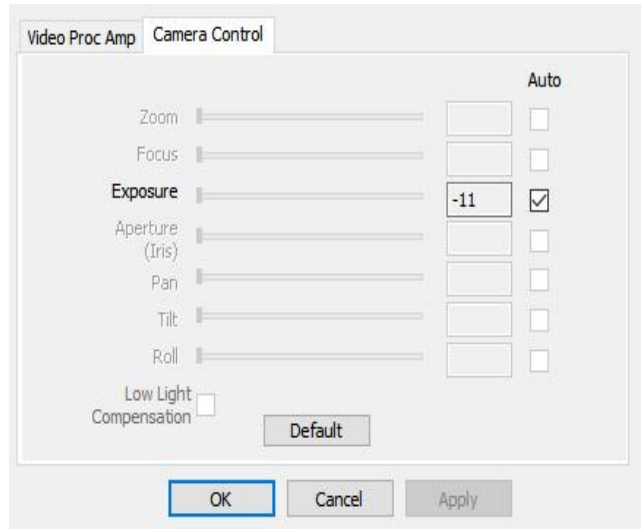 Video Proc Amp Camera Control
Auto
Zoom
Focus
Exposure -11
Aperture
(Iris)
Pan
Tilt
Roll
Low Light
Compensation
Default
OK Cancel Apply